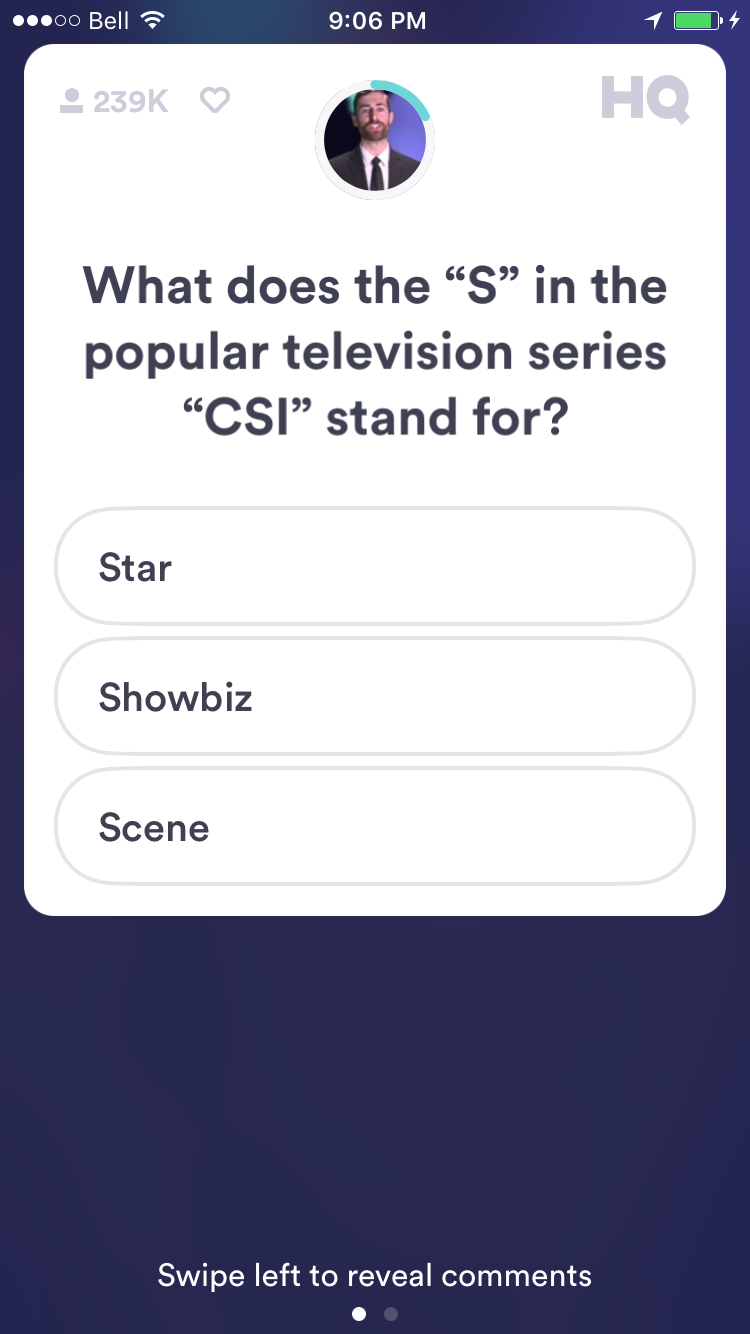 Bell 9:06 PM
239K HQ
What does the “S” in the
popular television series
“CSI” stand for?
Star
Showbiz
Scene
Swipe left to reveal comments